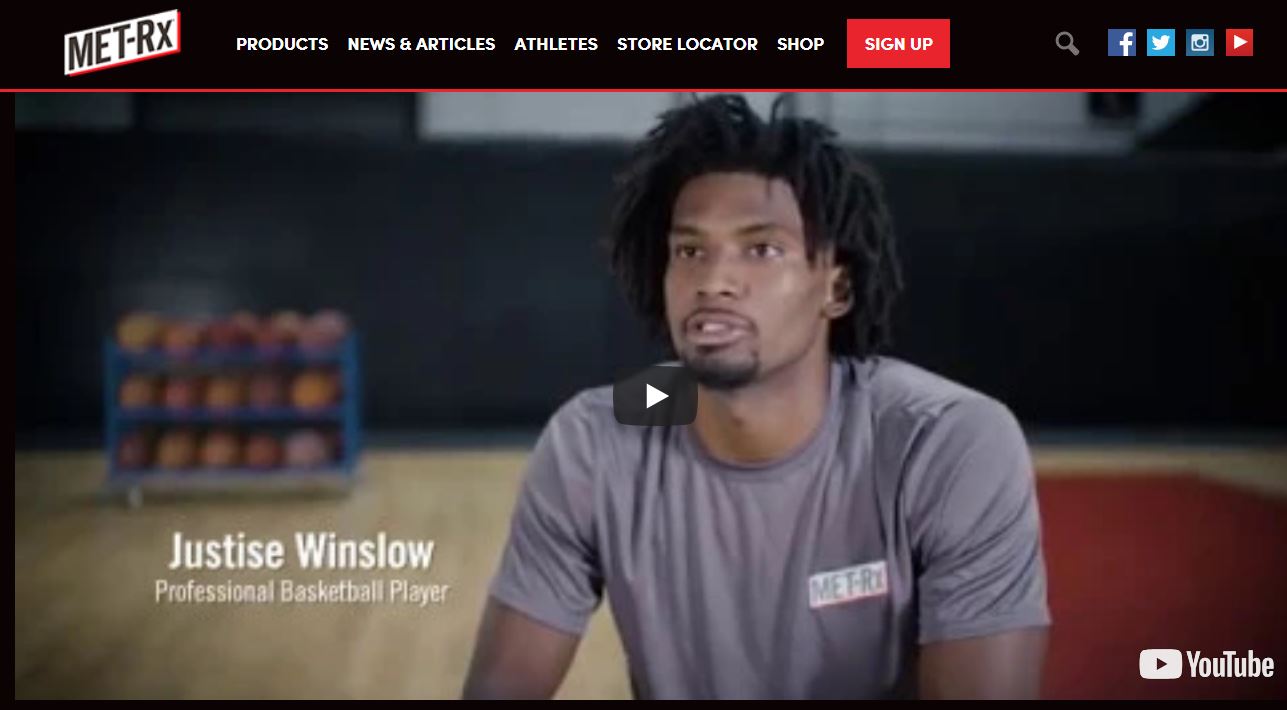 MET-Rx
PRODUCTS NEWS & ARTICLES ATHLETES STORE LOCATOR SHOP SIGN UP
Justise Winslow
Professional Basketball Player
MET-Rx
YouTube